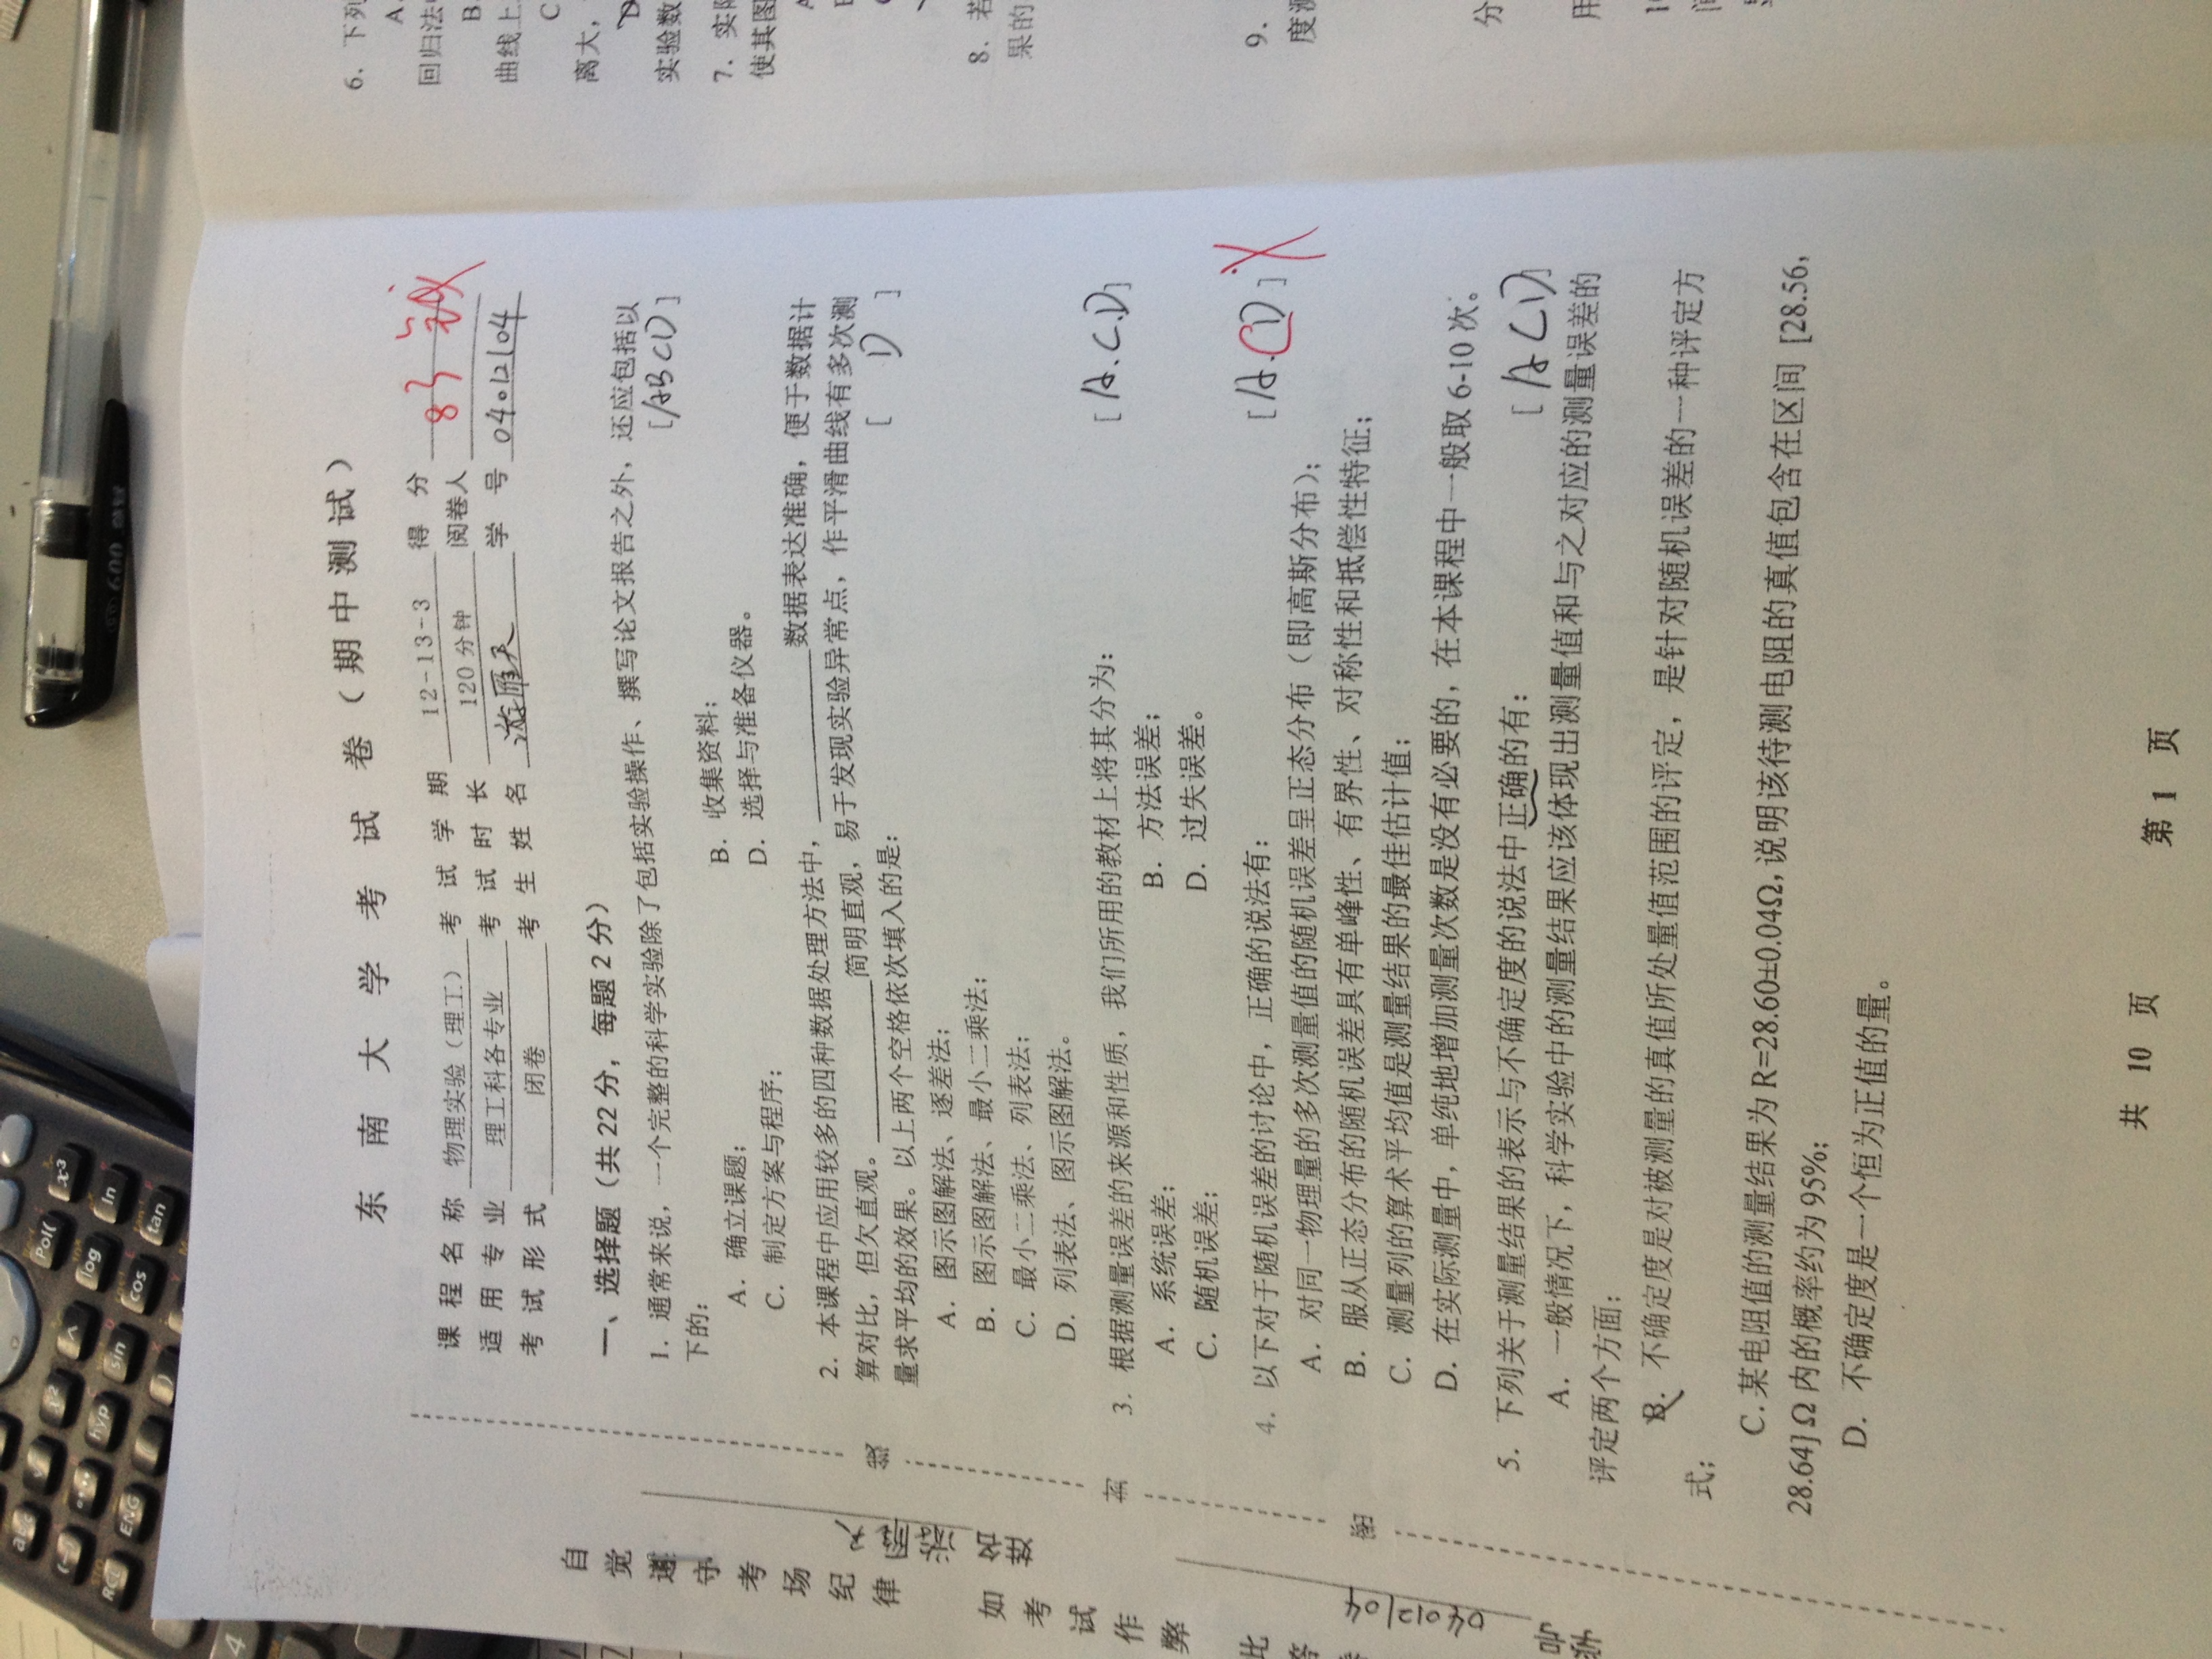 Pol(
x³
abc
√
x²
^
log
ln
(-)
hyp
sin
cos
tan
RCL
ENG
)
4
600
东南大学考试卷（期中测试）
课程名称 物理实验（理工） 考试学期 12-13-3 得分 83
适用专业 理工科各专业 考试时长 120分钟 阅卷人
考试形式 闭卷 考生姓名 游雁天 学号 04012104
一、选择题（共22分，每题2分）
1．通常来说，一个完整的科学实验除了包括实验操作、撰写论文报告之外，还应包括以
下的： [ABCD]
A．确立课题； B．收集资料；
C．制定方案与程序； D．选择与准备仪器。
2．本课程中应用较多的四种数据处理方法中，____________数据表达准确，便于数据计
算对比，但欠直观。____________简明直观，易于发现实验异常点，作平滑曲线有多次测
量求平均的效果。以上两个空格依次填入的是： [ D ]
A．图示图解法、逐差法；
B．图示图解法、最小二乘法；
C．最小二乘法、列表法；
D．列表法、图示图解法。
3．根据测量误差的来源和性质，我们所用的教材上将其分为： [A.C.D]
A．系统误差； B．方法误差；
C．随机误差； D．过失误差。
4．以下对于随机误差的讨论中，正确的说法有： [A.CD]
A．对同一物理量的多次测量值的随机误差呈正态分布（即高斯分布）；
B．服从正态分布的随机误差具有单峰性、有界性、对称性和抵偿性特征；
C．测量列的算术平均值是测量结果的最佳估计值；
D．在实际测量中，单纯地增加测量次数是没有必要的，在本课程中一般取6-10次。
5．下列关于测量结果的表示与不确定度的说法中正确的有： [ACD]
A．一般情况下，科学实验中的测量结果应该体现出测量值和与之对应的测量误差的
评定两个方面；
B．不确定度是对被测量的真值所处量值范围的评定，是针对随机误差的一种评定方
式；
C.某电阻值的测量结果为R=28.60±0.04Ω,说明该待测电阻的真值包含在区间 [28.56,
28.64]Ω内的概率约为95%；
D．不确定度是一个恒为正值的量。
共 10 页 第 1 页
自觉遵守考场纪律 如考试作弊 此答
姓名 游雁天
学号 04012104
线
封
密
6．下列
A.
回归法
B.
曲线上
C
离大，
D
实验数
7．实际
使其图
8．若
果的
9．
度测
分
用